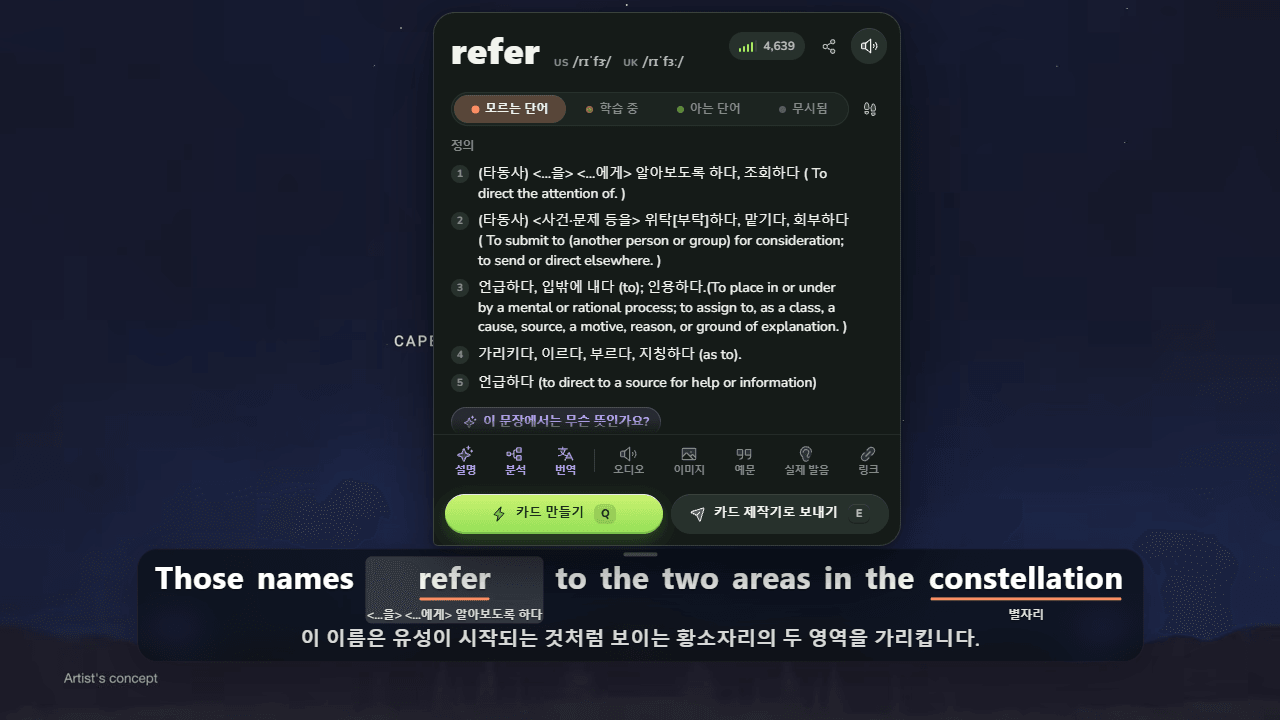 refer
US /rɪˈfɝ/ UK /rɪˈfɜː/
4,639
모르는 단어
학습 중
아는 단어
무시됨
정의
1 (타동사) <...을> <...에게> 알아보도록 하다, 조회하다 ( To
direct the attention of. )
2 (타동사) <사건·문제 등을> 위탁[부탁]하다, 맡기다, 회부하다
( To submit to (another person or group) for consideration;
to send or direct elsewhere. )
3 언급하다, 입밖에 내다 (to); 인용하다.(To place in or under
by a mental or rational process; to assign to, as a class, a
cause, source, a motive, reason, or ground of explanation. )
4 가리키다, 이르다, 부르다, 지칭하다 (as to).
5 언급하다 (to direct to a source for help or information)
이 문장에서는 무슨 뜻인가요?
설명
분석
번역
오디오
이미지
예문
실제 발음
링크
카드 만들기 Q
카드 제작기로 보내기 E
Those names refer to the two areas in the constellation
<...을> <...에게> 알아보도록 하다
별자리
이 이름은 유성이 시작되는 것처럼 보이는 황소자리의 두 영역을 가리킵니다.
Artist's concept